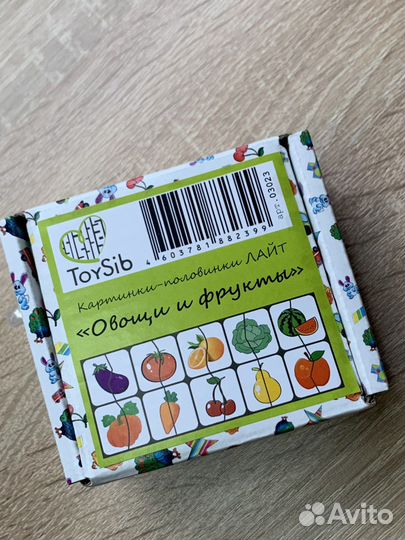 ToySib
4 603781 882399
арт. 03023
Картинки-половинки ЛАЙТ
«Овощи и фрукты»
Avito